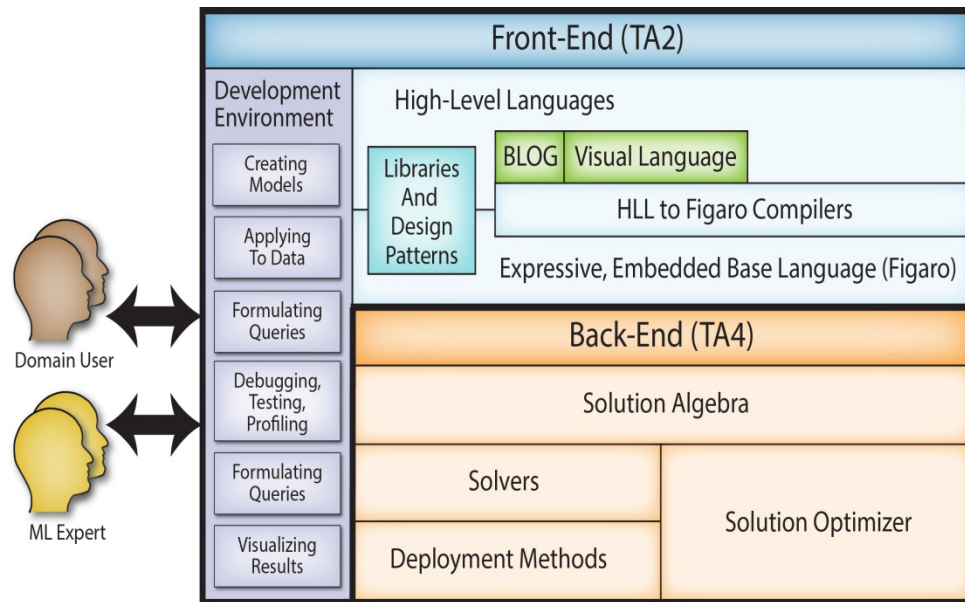 Front-End (TA2)
Development
Environment
Creating
Models
Applying
To Data
Formulating
Queries
Debugging,
Testing,
Profiling
Formulating
Queries
Visualizing
Results
High-Level Languages
Libraries
And
Design
Patterns
BLOG
Visual Language
HLL to Figaro Compilers
Expressive, Embedded Base Language (Figaro)
Back-End (TA4)
Solution Algebra
Solvers
Deployment Methods
Solution Optimizer
Domain User
ML Expert